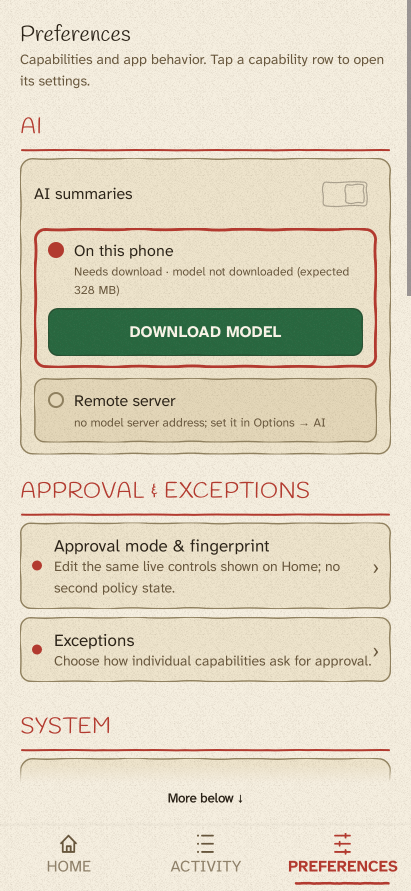 Preferences
Capabilities and app behavior. Tap a capability row to open
its settings.
AI
AI summaries
On this phone
Needs download · model not downloaded (expected
328 MB)
DOWNLOAD MODEL
Remote server
no model server address; set it in Options → AI
APPROVAL & EXCEPTIONS
Approval mode & fingerprint
Edit the same live controls shown on Home; no
second policy state.
›
Exceptions
Choose how individual capabilities ask for approval.
›
SYSTEM
More below ↓
HOME
ACTIVITY
PREFERENCES